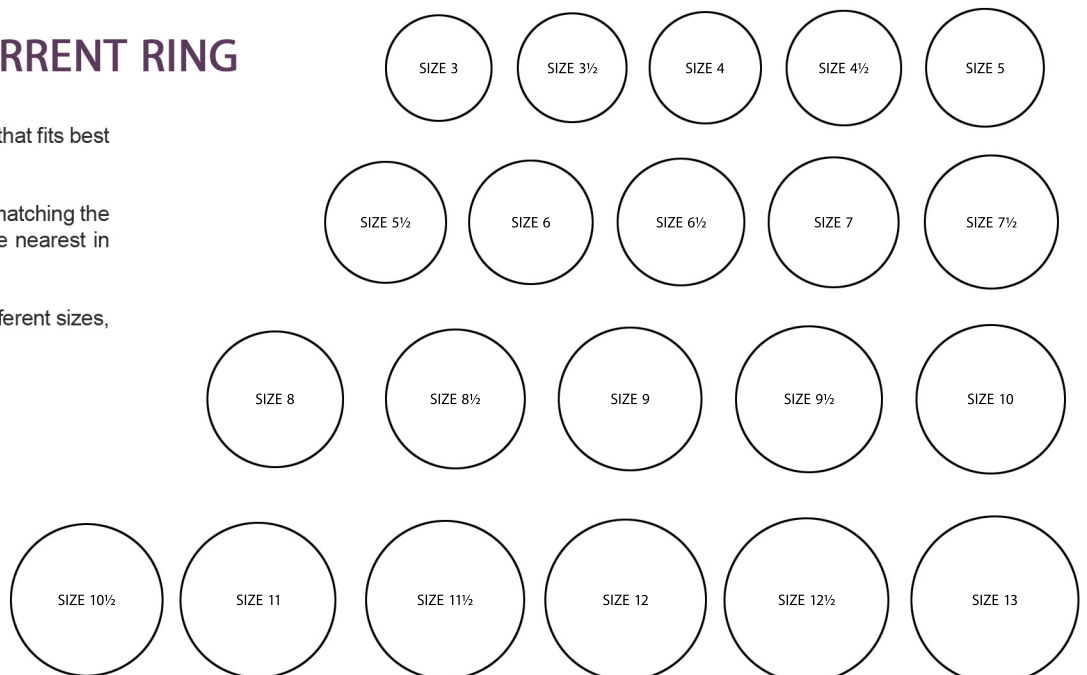 RRENT RING
that fits best
natching the
e nearest in
ferent sizes,
SIZE 3
SIZE 3½
SIZE 4
SIZE 4½
SIZE 5
SIZE 5½
SIZE 6
SIZE 6½
SIZE 7
SIZE 7½
SIZE 8
SIZE 8½
SIZE 9
SIZE 9½
SIZE 10
SIZE 10½
SIZE 11
SIZE 11½
SIZE 12
SIZE 12½
SIZE 13